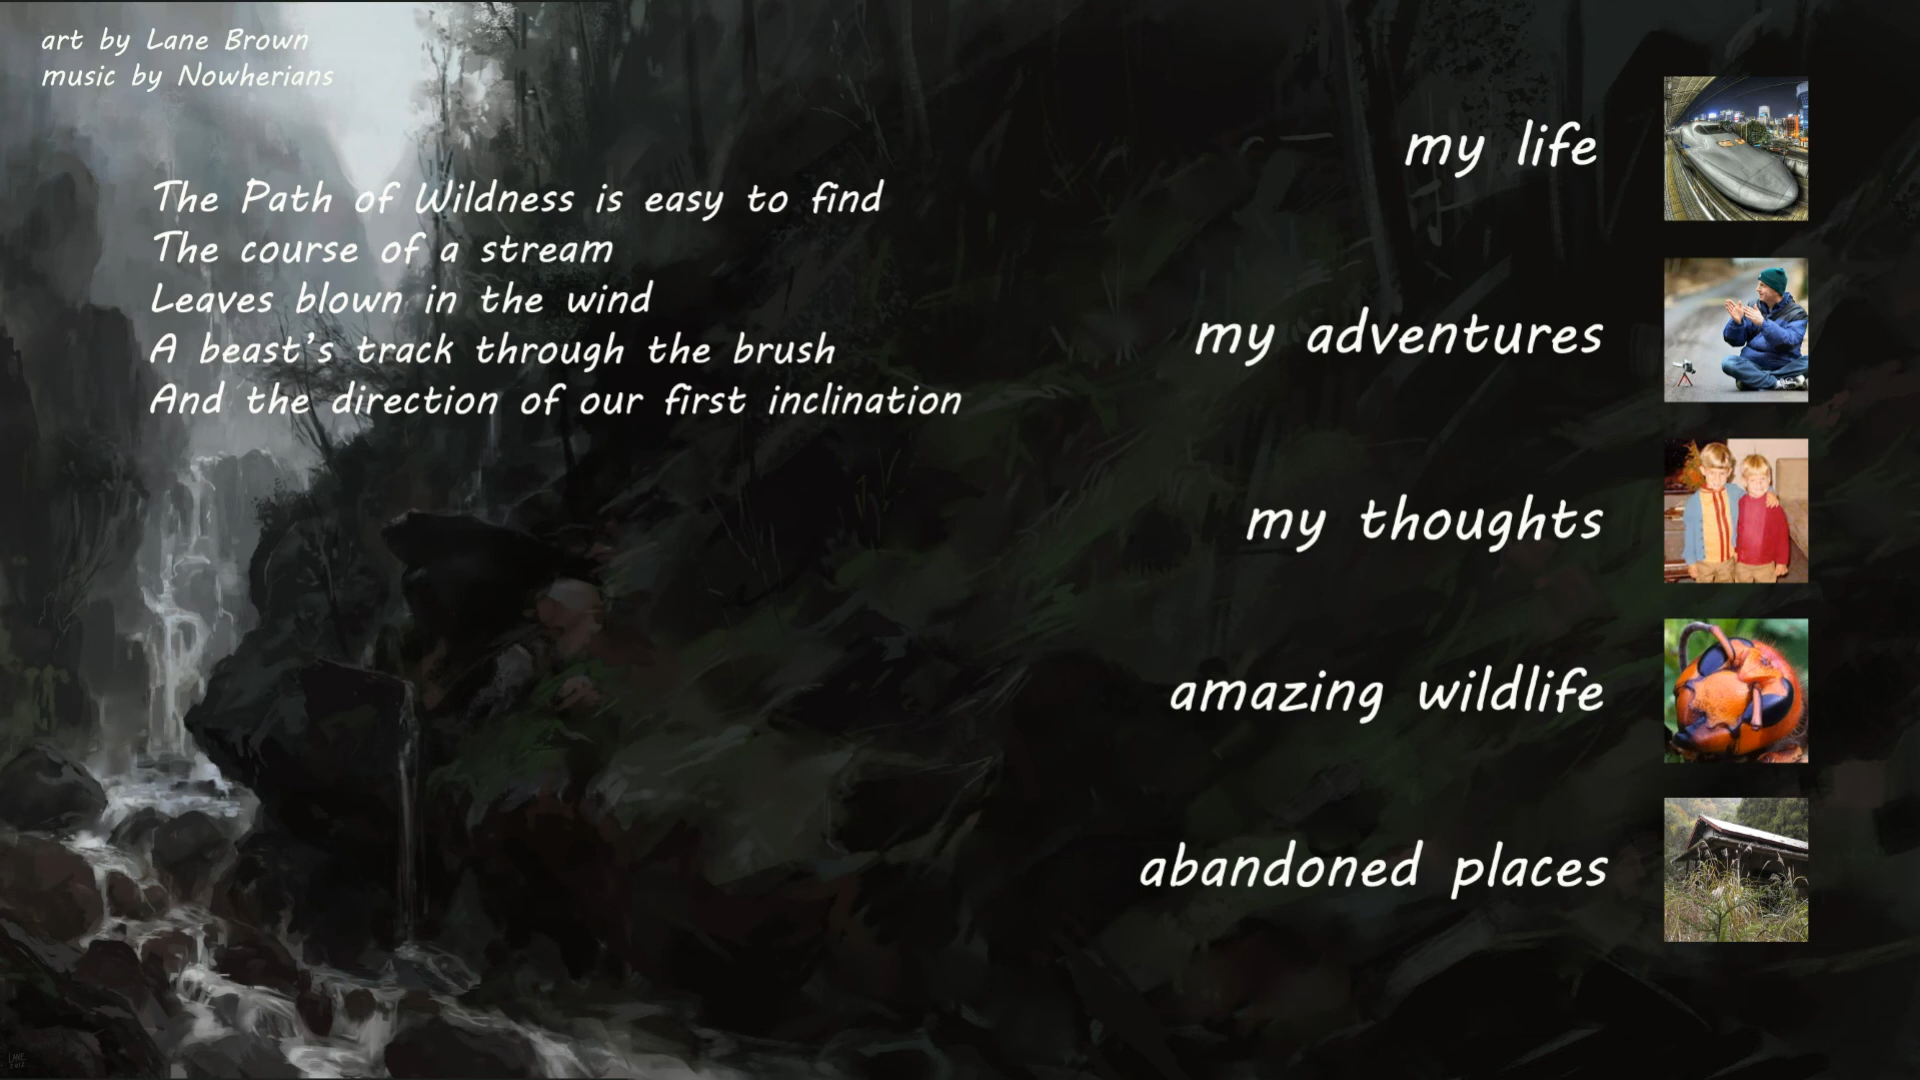 art by Lane Brown
music by Nowherians
The Path of Wildness is easy to find
The course of a stream
Leaves blown in the wind
A beast's track through the brush
And the direction of our first inclination
my life
my adventures
my thoughts
amazing wildlife
abandoned places
LANE
2012